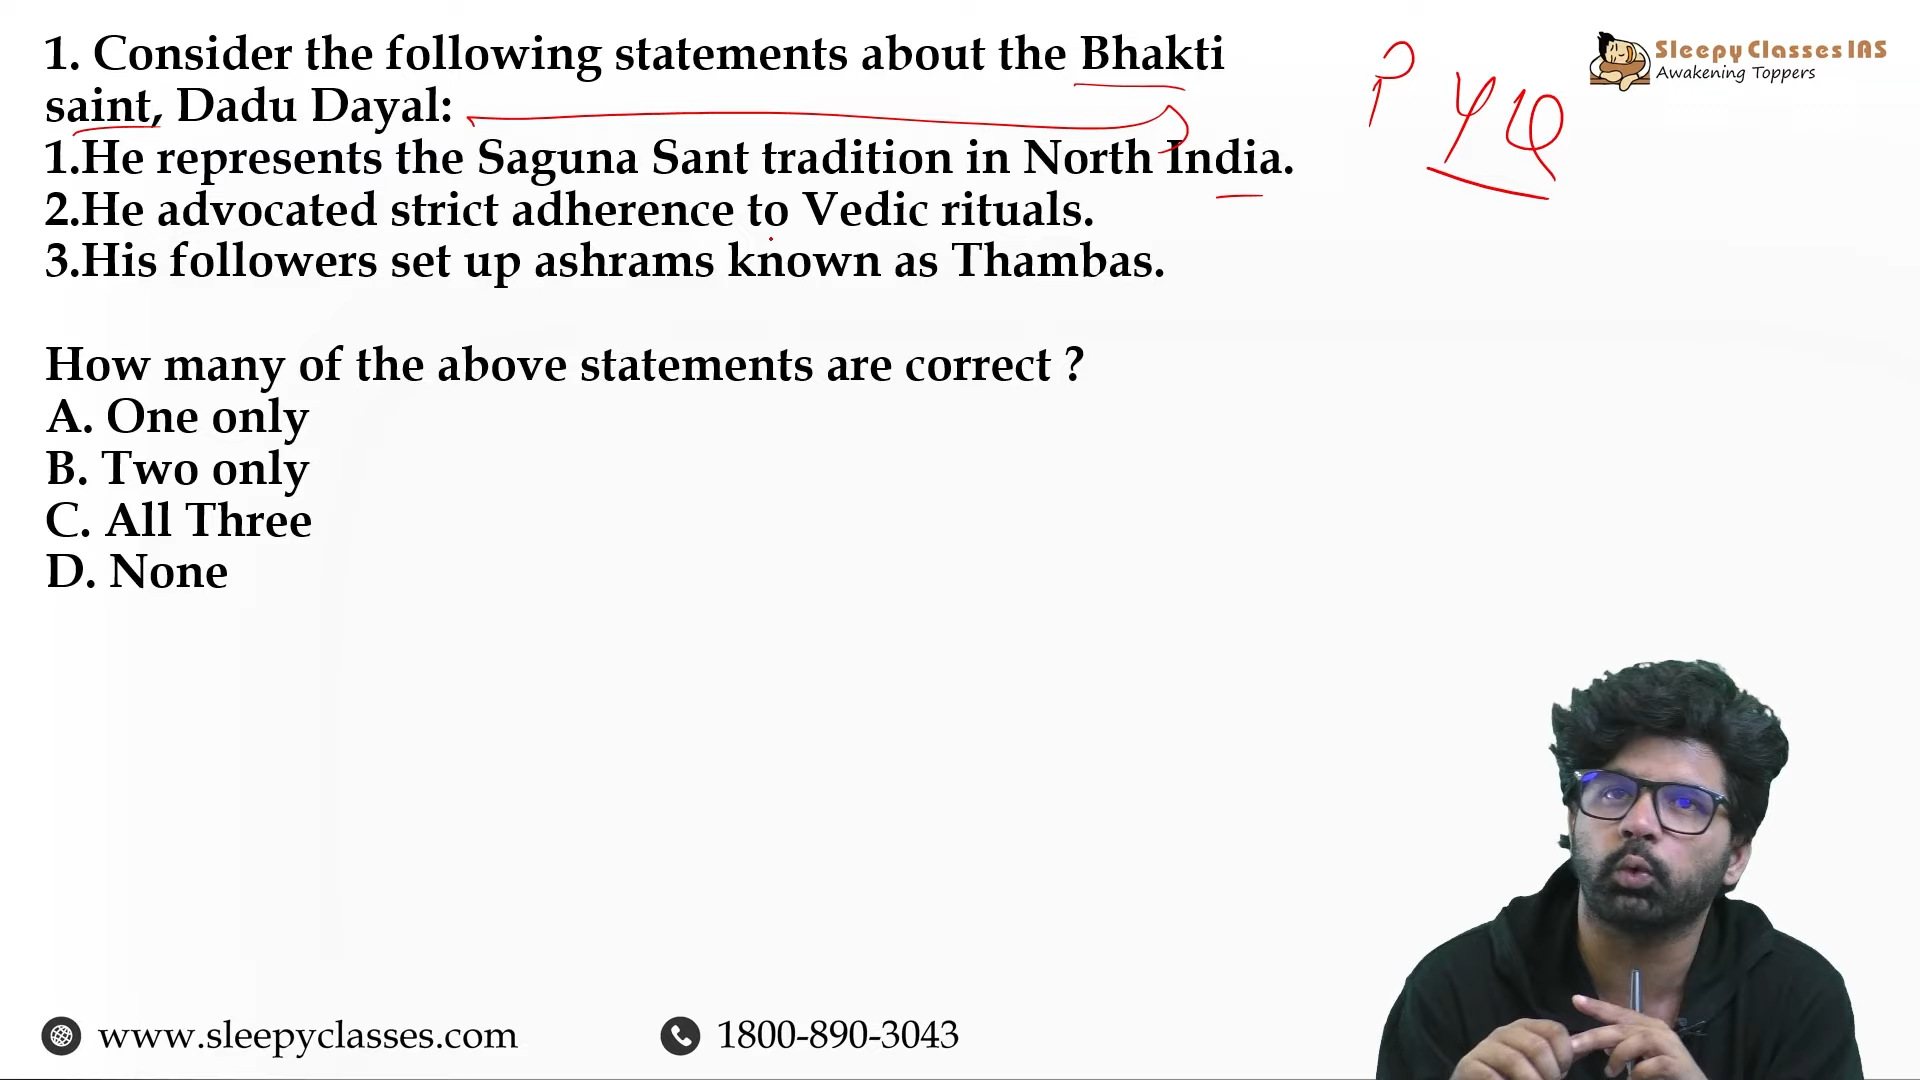 1. Consider the following statements about the Bhakti
saint, Dadu Dayal:
1.He represents the Saguna Sant tradition in North India.
2.He advocated strict adherence to Vedic rituals.
3.His followers set up ashrams known as Thambas.
How many of the above statements are correct ?
A. One only
B. Two only
C. All Three
D. None
PYQ
Sleepy Classes IAS
Awakening Toppers
www.sleepyclasses.com
1800-890-3043